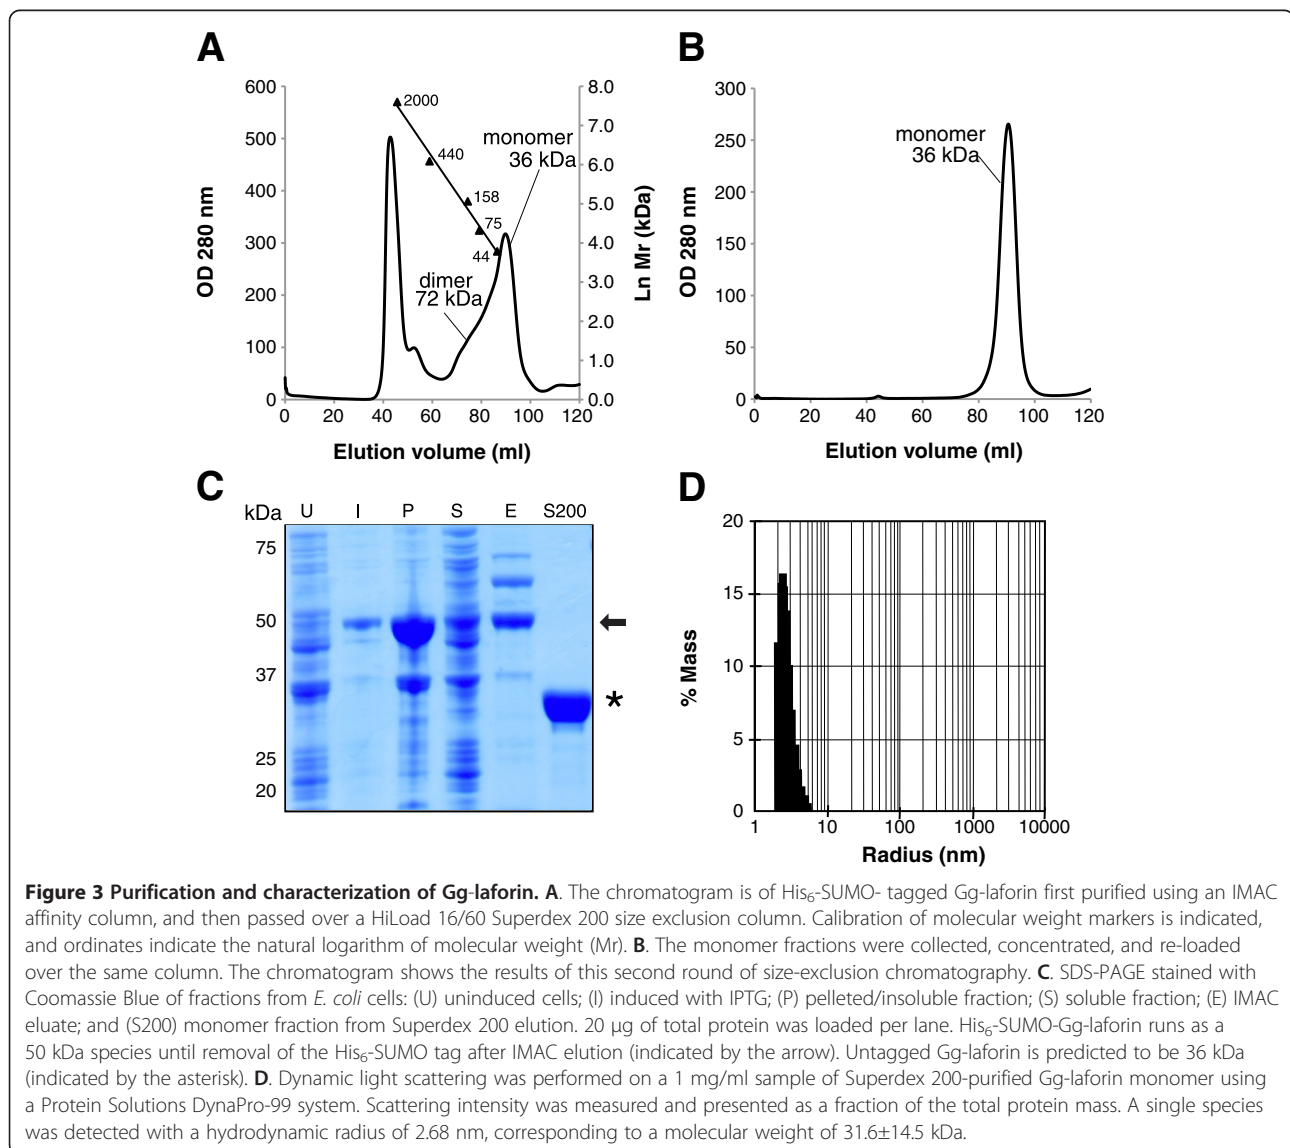 A
600
500
400
300
200
100
0
OD 280 nm
0 20 40 60 80 100 120
Elution volume (ml)
8.0
7.0
6.0
5.0
4.0
3.0
2.0
1.0
0.0
Ln Mr (kDa)
2000
440
158
75
44
monomer
36 kDa
dimer
72 kDa
B
300
250
200
150
100
50
0
OD 280 nm
0 20 40 60 80 100 120
Elution volume (ml)
monomer
36 kDa
C
kDa U I P S E S200
75
50
37
*
25
20
D
20
15
10
5
0
% Mass
1 10 100 1000 10000
Radius (nm)
Figure 3 Purification and characterization of Gg-laforin. A. The chromatogram is of His₆-SUMO- tagged Gg-laforin first purified using an IMAC
affinity column, and then passed over a HiLoad 16/60 Superdex 200 size exclusion column. Calibration of molecular weight markers is indicated,
and ordinates indicate the natural logarithm of molecular weight (Mr). B. The monomer fractions were collected, concentrated, and re-loaded
over the same column. The chromatogram shows the results of this second round of size-exclusion chromatography. C. SDS-PAGE stained with
Coomassie Blue of fractions from E. coli cells: (U) uninduced cells; (I) induced with IPTG; (P) pelleted/insoluble fraction; (S) soluble fraction; (E) IMAC
eluate; and (S200) monomer fraction from Superdex 200 elution. 20 μg of total protein was loaded per lane. His₆-SUMO-Gg-laforin runs as a
50 kDa species until removal of the His₆-SUMO tag after IMAC elution (indicated by the arrow). Untagged Gg-laforin is predicted to be 36 kDa
(indicated by the asterisk). D. Dynamic light scattering was performed on a 1 mg/ml sample of Superdex 200-purified Gg-laforin monomer using
a Protein Solutions DynaPro-99 system. Scattering intensity was measured and presented as a fraction of the total protein mass. A single species
was detected with a hydrodynamic radius of 2.68 nm, corresponding to a molecular weight of 31.6±14.5 kDa.